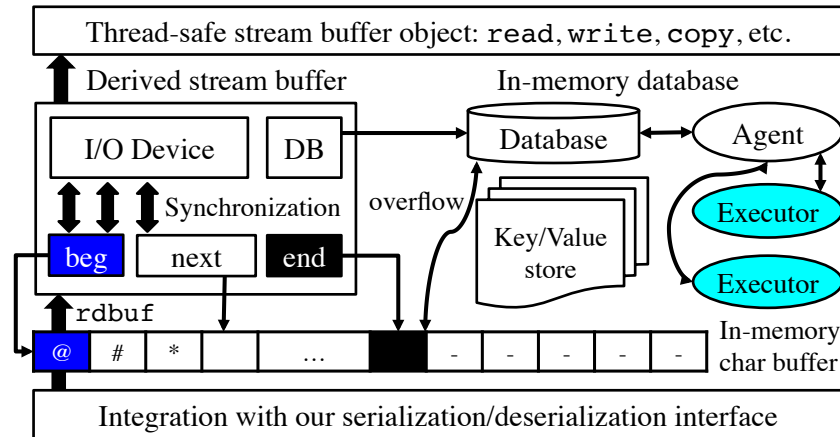 Thread-safe stream buffer object: read, write, copy, etc.
Derived stream buffer
In-memory database
I/O Device
DB
Database
Agent
Synchronization
overflow
Executor
beg
next
end
Key/Value
store
Executor
rdbuf
In-memory
char buffer
@ # * … - - - - -
Integration with our serialization/deserialization interface